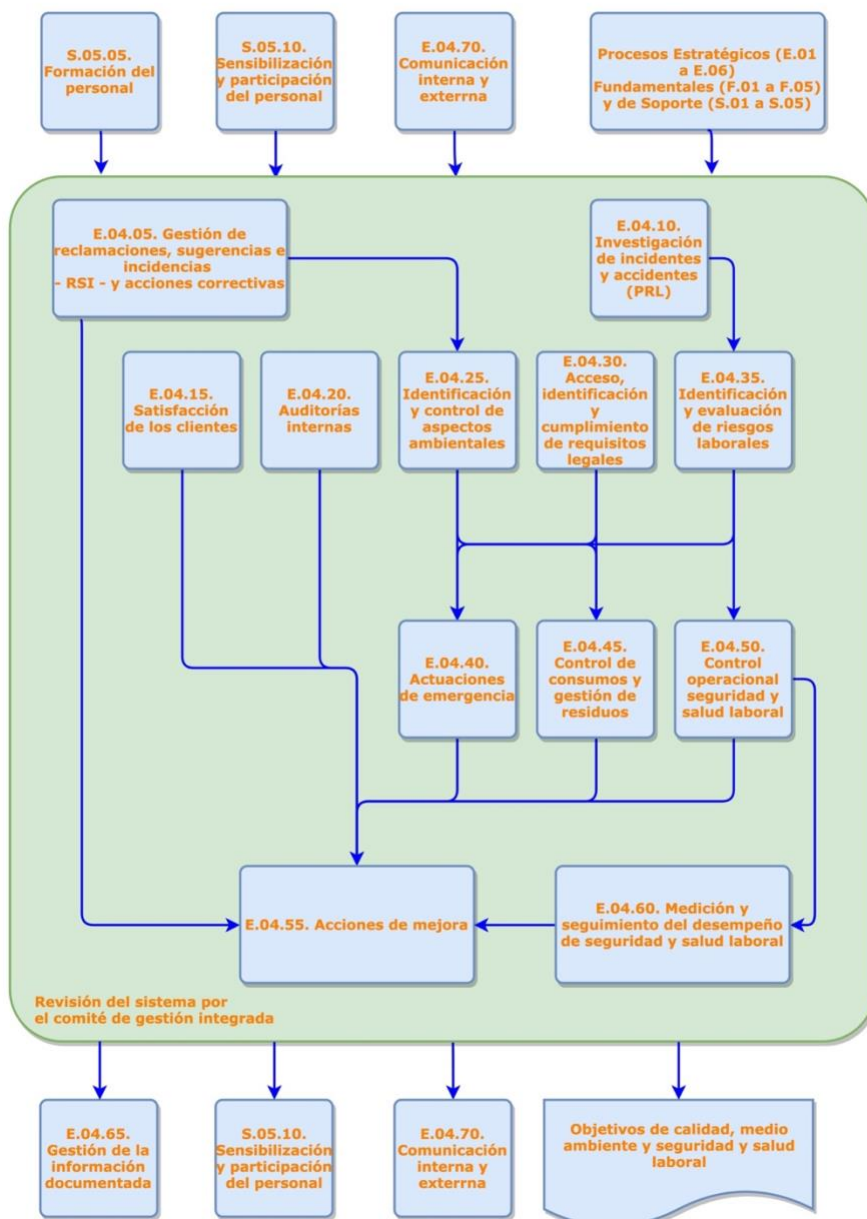 S.05.05.
Formación del
personal
S.05.10.
Sensibilización
y participación
del personal
E.04.70.
Comunicación
interna y
exterrna
Procesos Estratégicos (E.01
a E.06)
Fundamentales (F.01 a F.05)
y de Soporte (S.01 a S.05)
E.04.05. Gestión de
reclamaciones, sugerencias e
incidencias
- RSI - y acciones correctivas
E.04.10.
Investigación
de incidentes
y accidentes
(PRL)
E.04.15.
Satisfacción
de los clientes
E.04.20.
Auditorías
internas
E.04.25.
Identificación
y control de
aspectos
ambientales
E.04.30.
Acceso,
identificación
y
cumplimiento
de requisitos
legales
E.04.35.
Identificación
y evaluación
de riesgos
laborales
E.04.40.
Actuaciones
de emergencia
E.04.45.
Control de
consumos y
gestión de
residuos
E.04.50.
Control
operacional
seguridad y
salud laboral
E.04.55. Acciones de mejora
E.04.60. Medición y
seguimiento del desempeño
de seguridad y salud laboral
Revisión del sistema por
el comité de gestión integrada
E.04.65.
Gestión de la
información
documentada
S.05.10.
Sensibilización
y participación
del personal
E.04.70.
Comunicación
interna y
exterrna
Objetivos de calidad, medio
ambiente y seguridad y salud
laboral